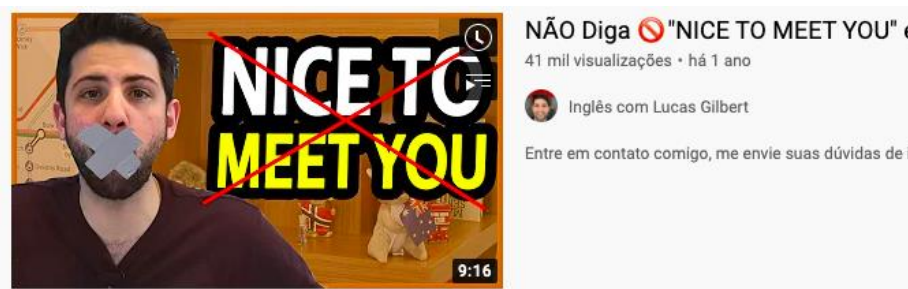 NICE TO
MEET YOU
9:16
NÃO Diga 🚫 "NICE TO MEET YOU" e
41 mil visualizações • há 1 ano
Inglês com Lucas Gilbert
Entre em contato comigo, me envie suas dúvidas de i